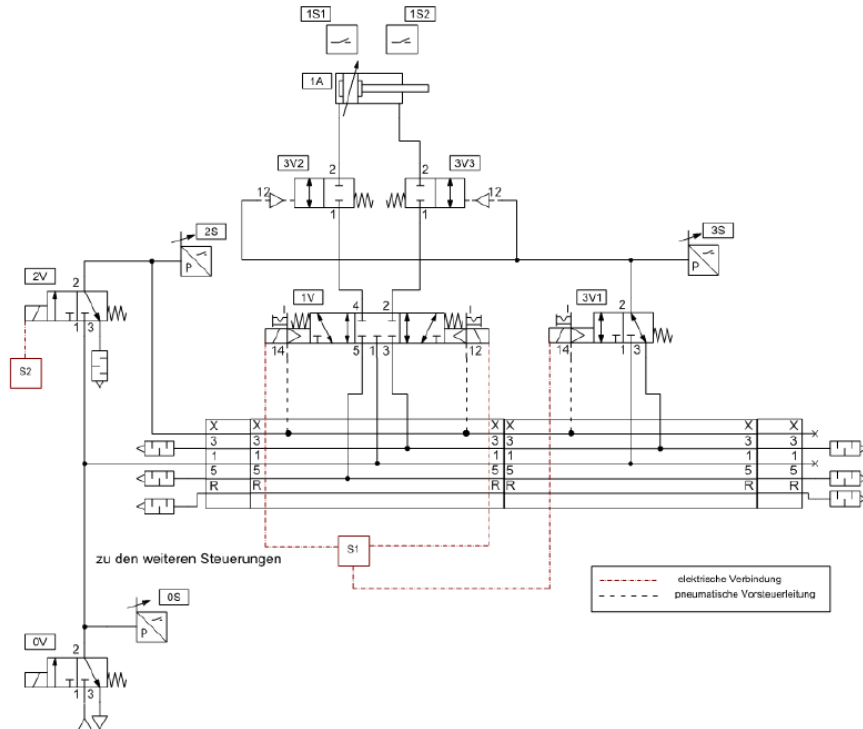 1S1 1S2
1A
3V2 2 2 3V3
12 12
1 1
2S 3S
P P
2V 2 1V 4 2 3V1 2
1 3 14 5 1 3 12 14 1 3
S2
X X X X X
3 3 3 3 3
1 1 1 1 1
5 5 5 5 5
R R R R R
S1
zu den weiteren Steuerungen
elektrische Verbindung
pneumatische Vorsteuerleitung
0S
P
0V 2
1 3